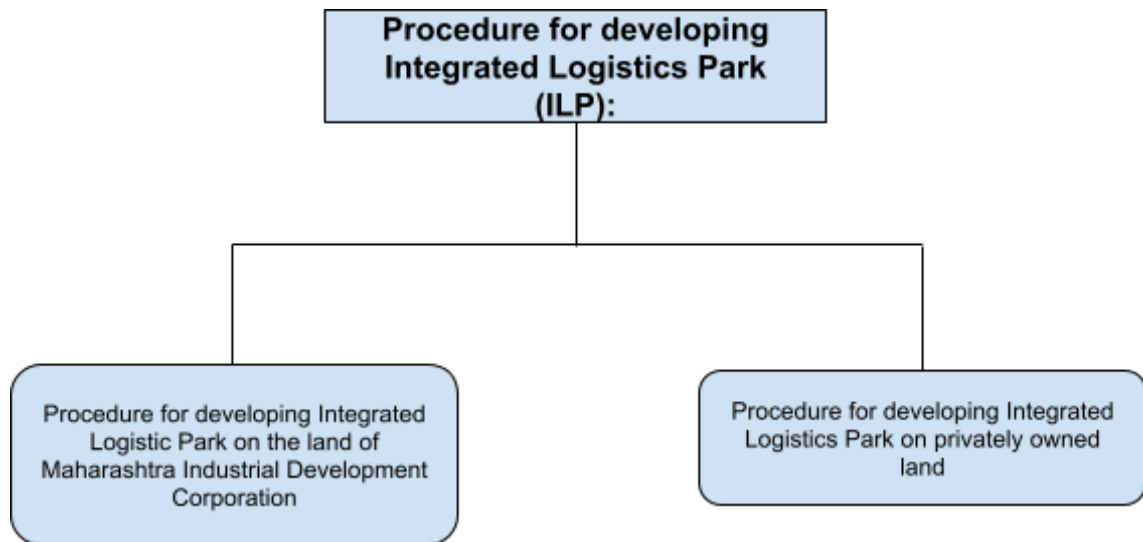 Procedure for developing
Integrated Logistics Park
(ILP):
Procedure for developing Integrated
Logistic Park on the land of
Maharashtra Industrial Development
Corporation
Procedure for developing Integrated
Logistics Park on privately owned
land